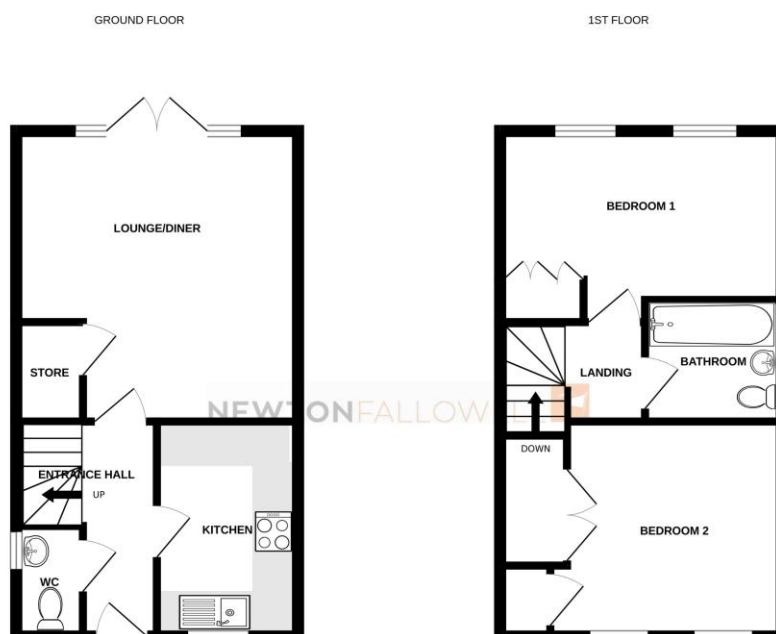 GROUND FLOOR
1ST FLOOR
LOUNGE/DINER
STORE
ENTRANCE HALL
UP
KITCHEN
WC
BEDROOM 1
LANDING
BATHROOM
DOWN
BEDROOM 2
NEWTONFALLOWELL